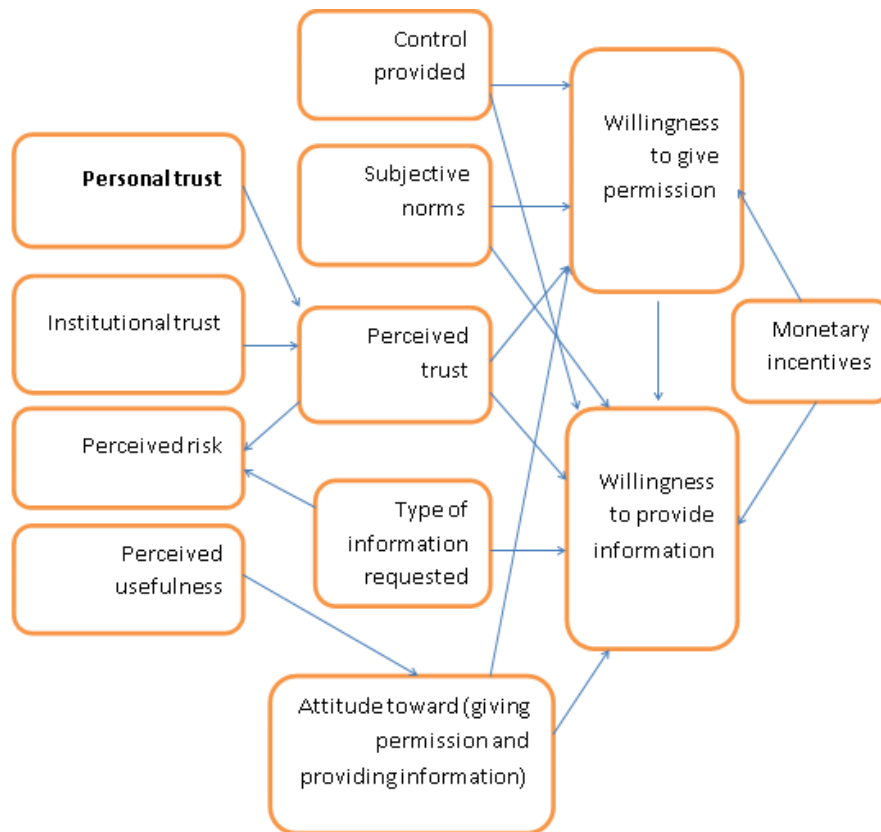 Control
provided
Willingness
to give
permission
Personal trust
Subjective
norms
Institutional trust
Perceived
trust
Monetary
incentives
Perceived risk
Type of
information
requested
Willingness
to provide
information
Perceived
usefulness
Attitude toward (giving
permission and
providing information)